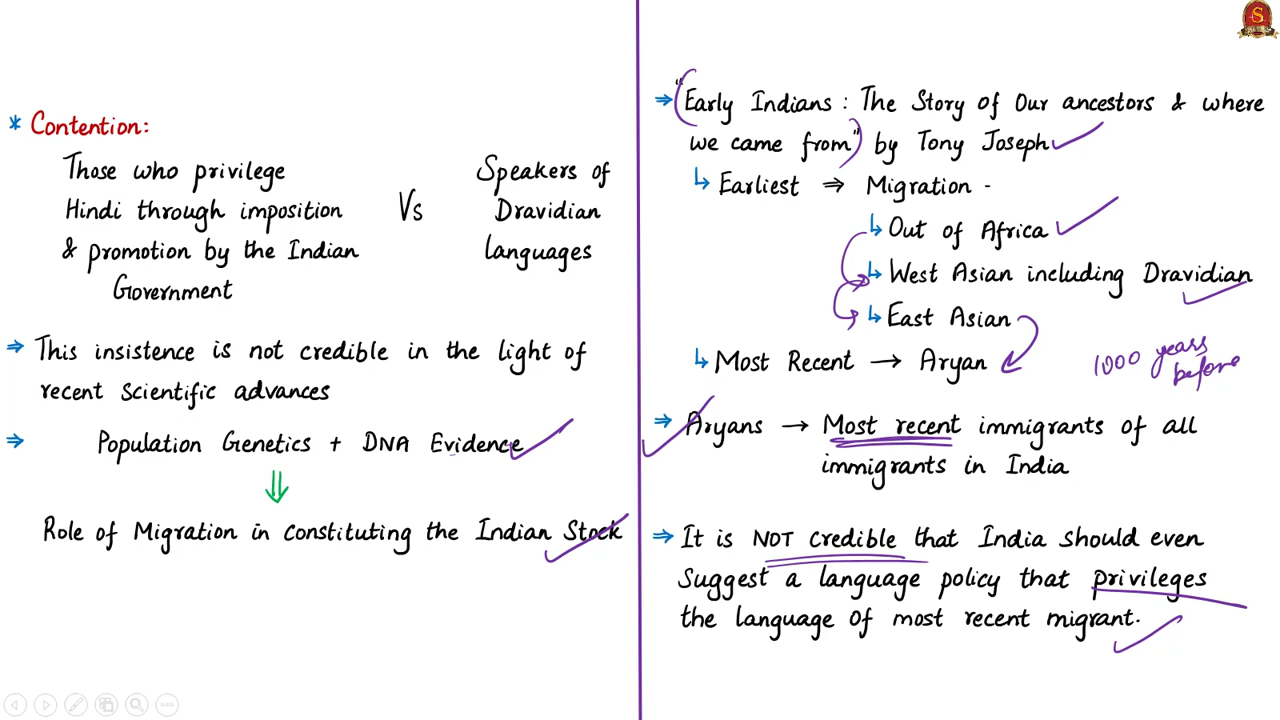 * Contention:
Those who privilege
Hindi through imposition
& promotion by the Indian
Government
Vs
Speakers of
Dravidian
languages
⇒ This insistence is not credible in the light of
recent scientific advances
⇒ Population Genetics + DNA Evidence
⇓
Role of Migration in constituting the Indian Stock
⇒ "Early Indians : The Story of Our ancestors & where
we came from" by Tony Joseph
↳ Earliest ⇒ Migration -
↳ Out of Africa
↳ West Asian including Dravidian
↳ East Asian
↳ Most Recent → Aryan
1000 years
before
⇒ Aryans → Most recent immigrants of all
immigrants in India
⇒ It is NOT credible that India should even
Suggest a language policy that privileges
the language of most recent migrant.
S